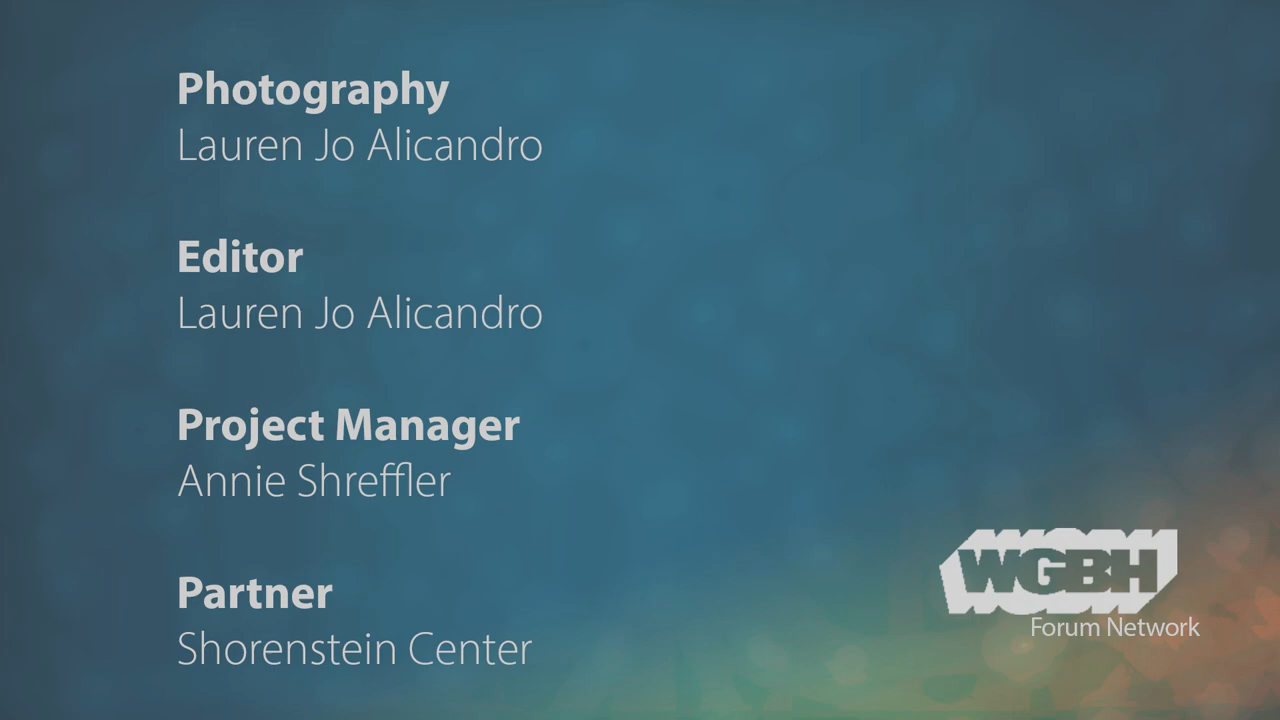 Photography
Lauren Jo Alicandro
Editor
Lauren Jo Alicandro
Project Manager
Annie Shreffler
Partner
Shorenstein Center
WGBH
Forum Network